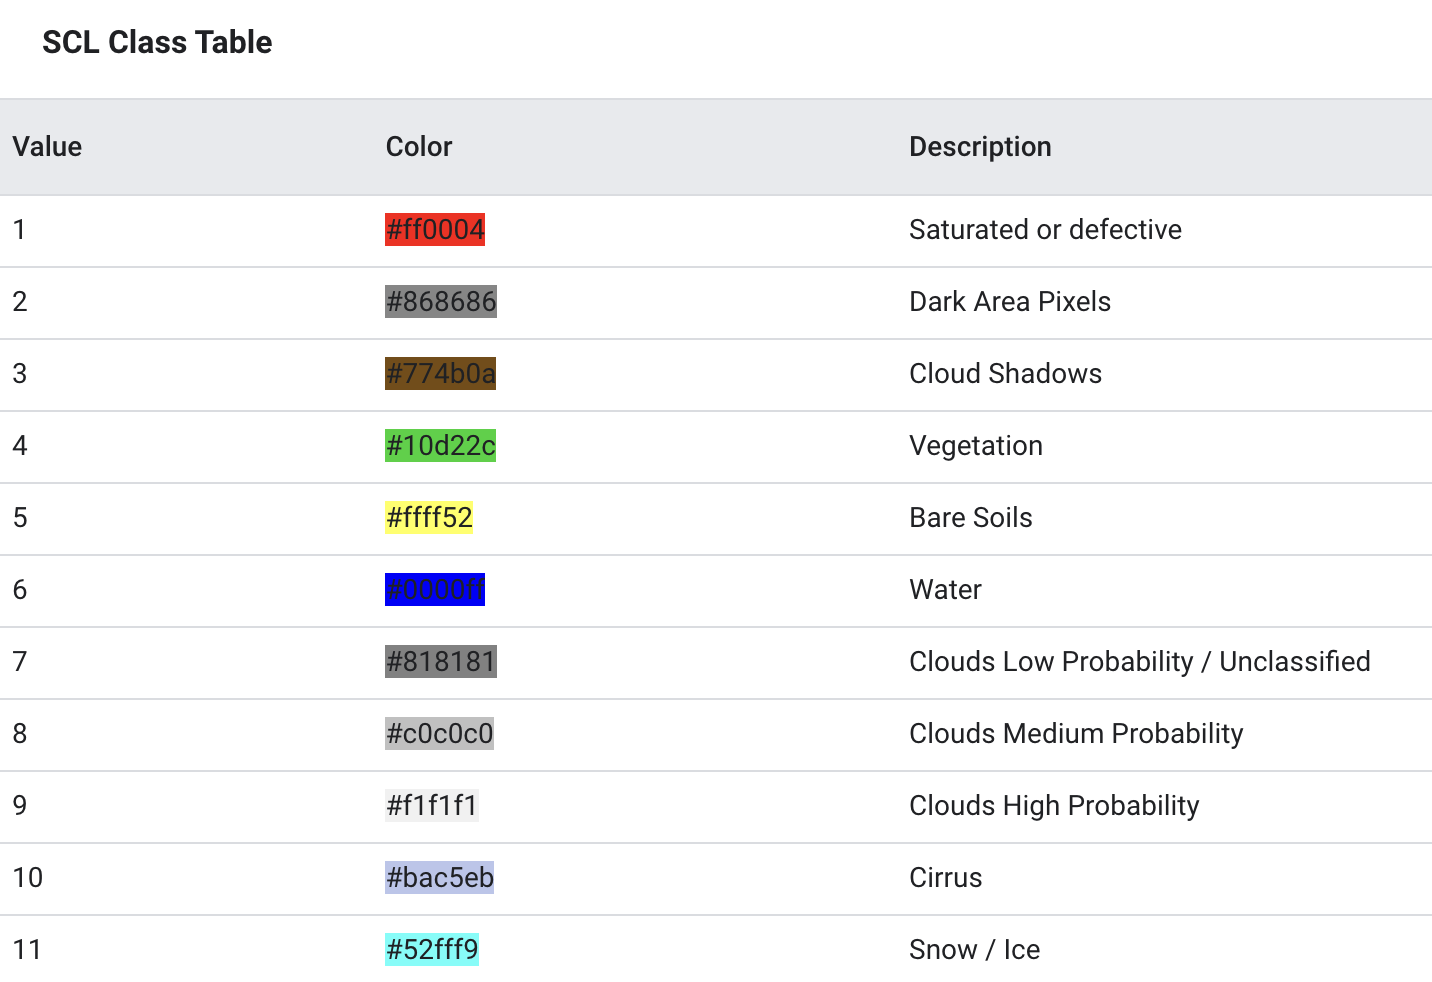 SCL Class Table
Value Color Description
1 #ff0004 Saturated or defective
2 #868686 Dark Area Pixels
3 #774b0a Cloud Shadows
4 #10d22c Vegetation
5 #ffff52 Bare Soils
6 #0000ff Water
7 #818181 Clouds Low Probability / Unclassified
8 #c0c0c0 Clouds Medium Probability
9 #f1f1f1 Clouds High Probability
10 #bac5eb Cirrus
11 #52fff9 Snow / Ice